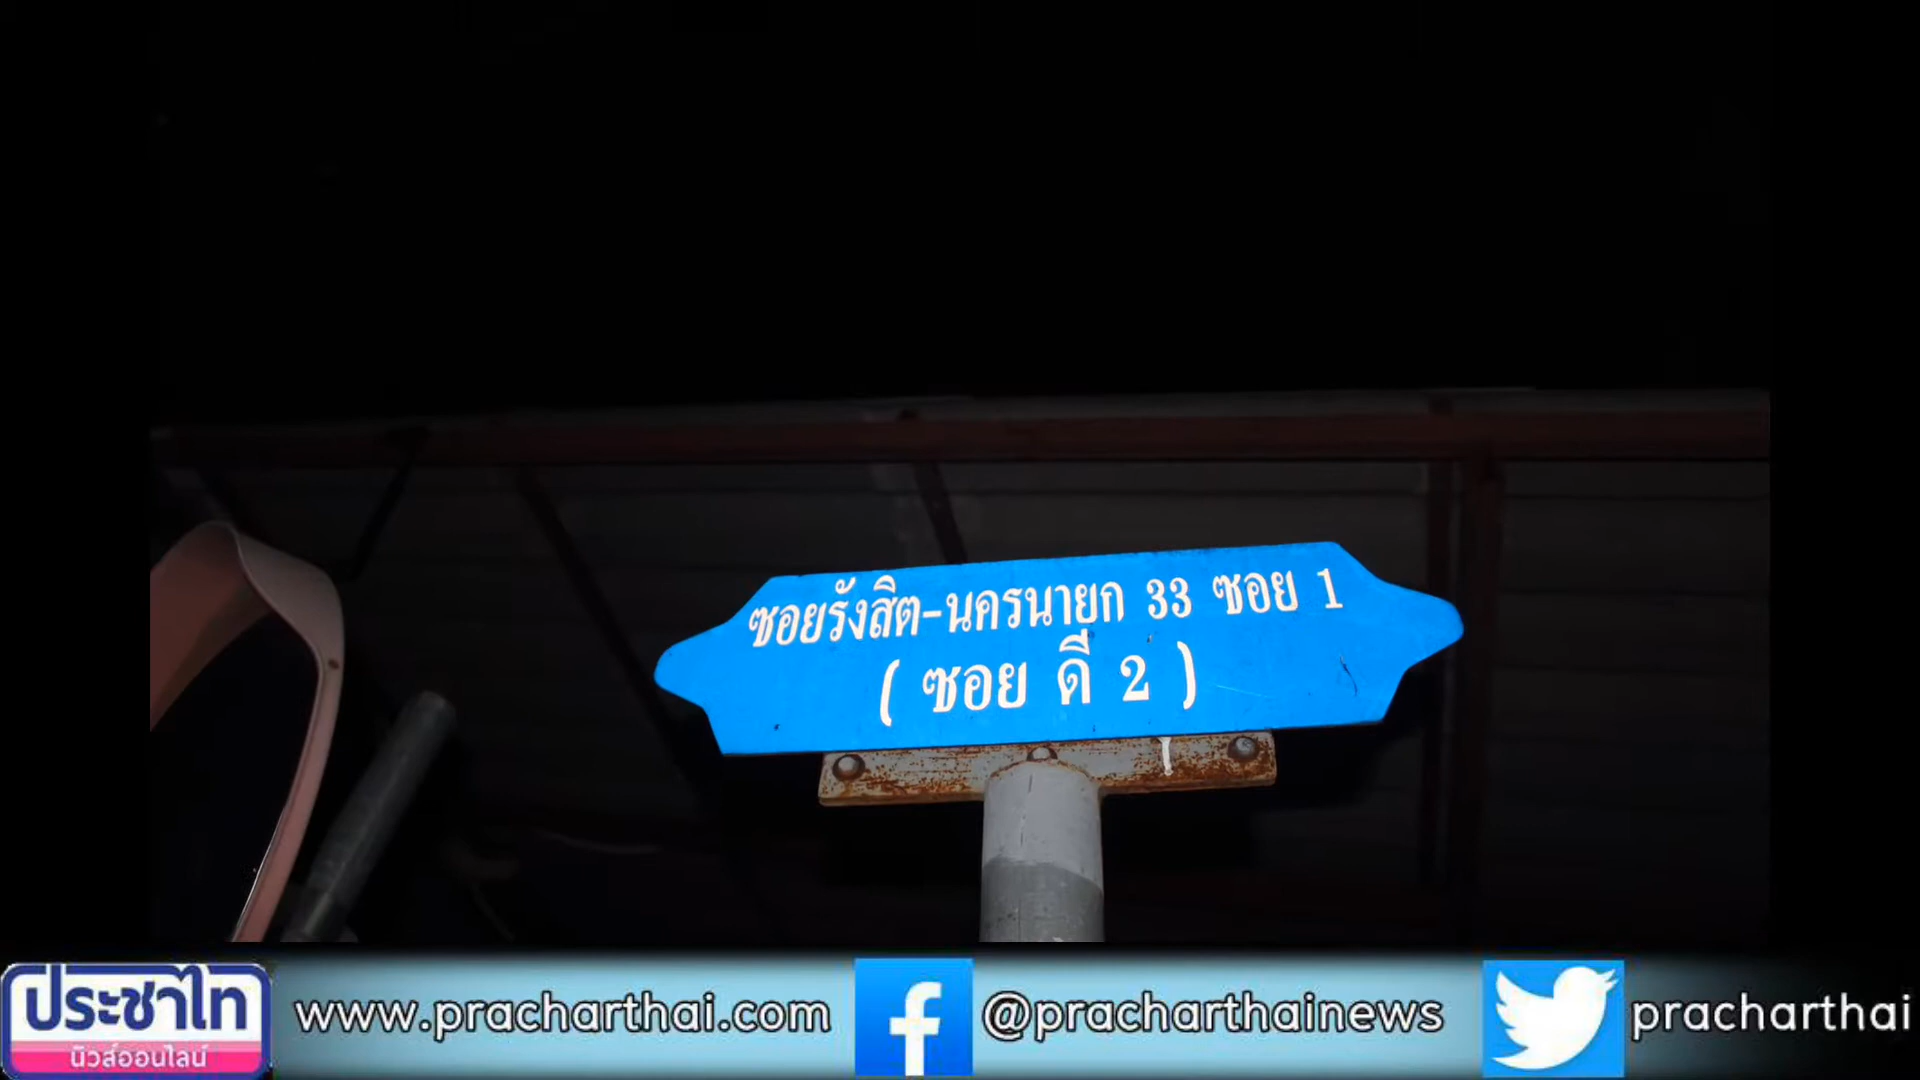 ซอยรังสิต-นครนายก 33 ซอย 1
( ซอย ดี 2 )
ประชาไท
นิวส์ออนไลน์
www.pracharthai.com
@pracharthainews
pracharthai